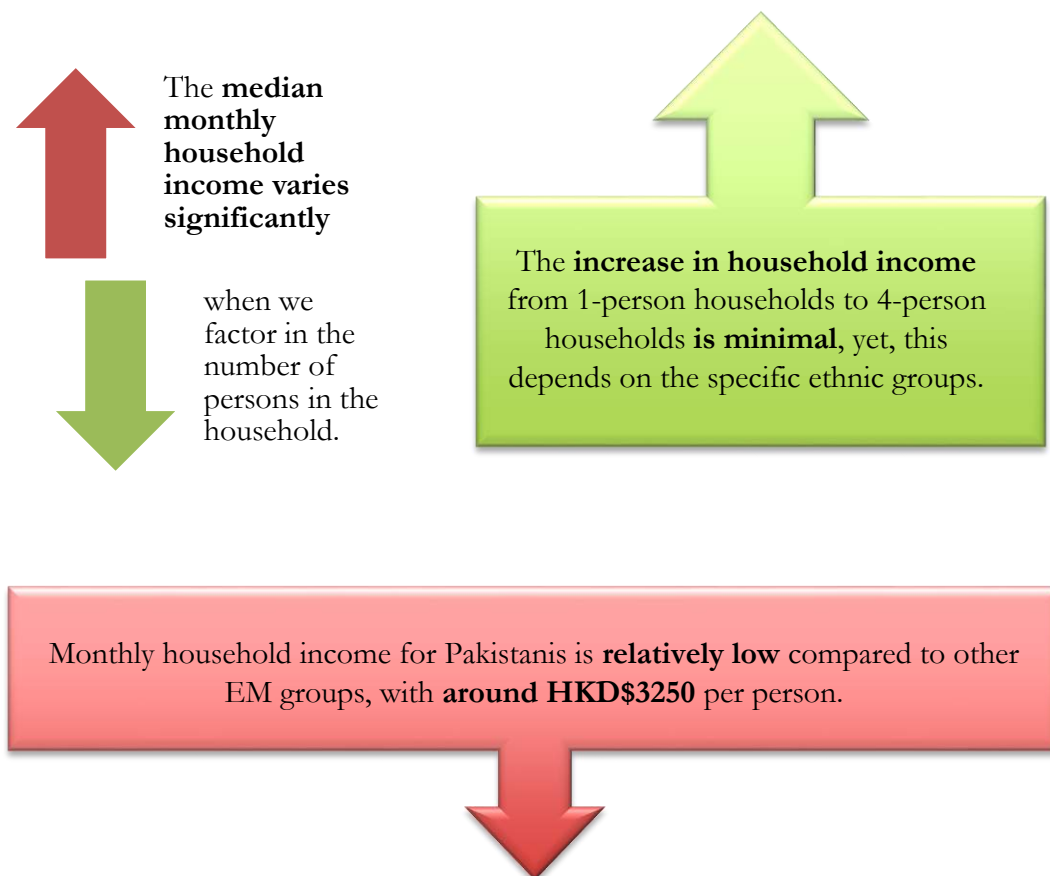 The median
monthly
household
income varies
significantly
when we
factor in the
number of
persons in the
household.
The increase in household income
from 1-person households to 4-person
households is minimal, yet, this
depends on the specific ethnic groups.
Monthly household income for Pakistanis is relatively low compared to other
EM groups, with around HKD$3250 per person.